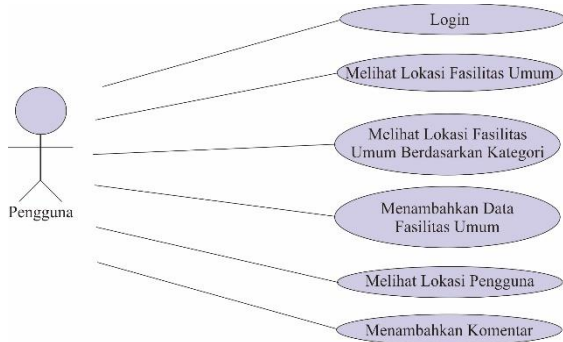 Login
Melihat Lokasi Fasilitas Umum
Melihat Lokasi Fasilitas
Umum Berdasarkan Kategori
Pengguna
Menambahkan Data
Fasilitas Umum
Melihat Lokasi Pengguna
Menambahkan Komentar